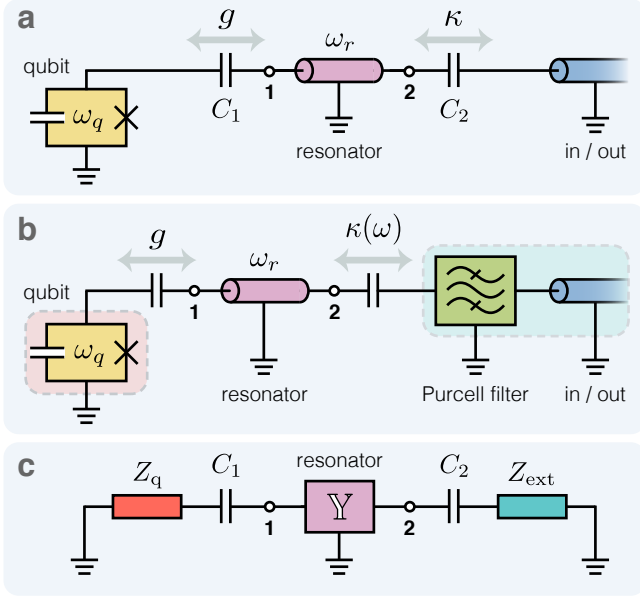 a
g
κ
qubit
ω_r
ω_q
C_1
1
2
C_2
resonator
in / out
b
g
κ(ω)
qubit
ω_r
ω_q
1
2
resonator
Purcell filter
in / out
c
resonator
Z_q
C_1
C_2
Z_ext
Y
1
2